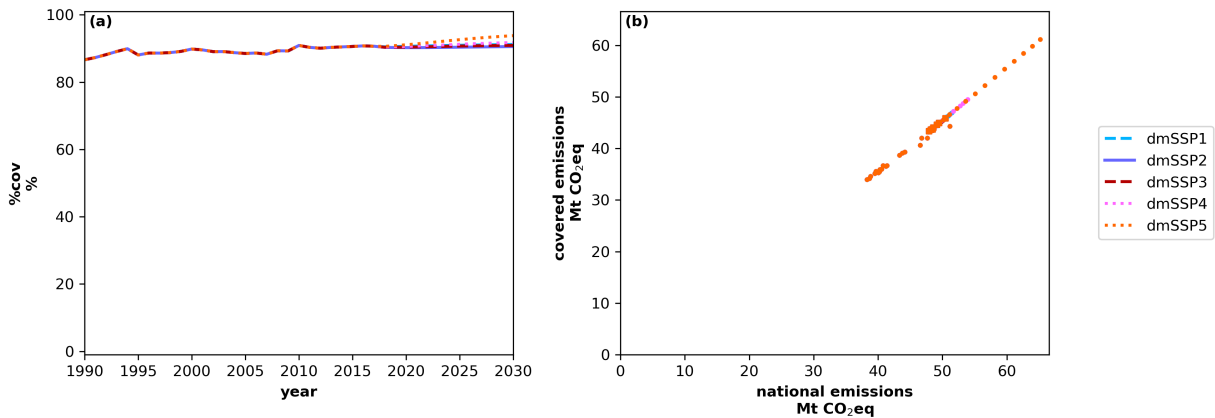 (a)
100
80
60
40
20
0
%cov
%
1990 1995 2000 2005 2010 2015 2020 2025 2030
year
(b)
60
50
40
30
20
10
0
covered emissions
Mt CO₂eq
0 10 20 30 40 50 60
national emissions
Mt CO₂eq
dmSSP1
dmSSP2
dmSSP3
dmSSP4
dmSSP5